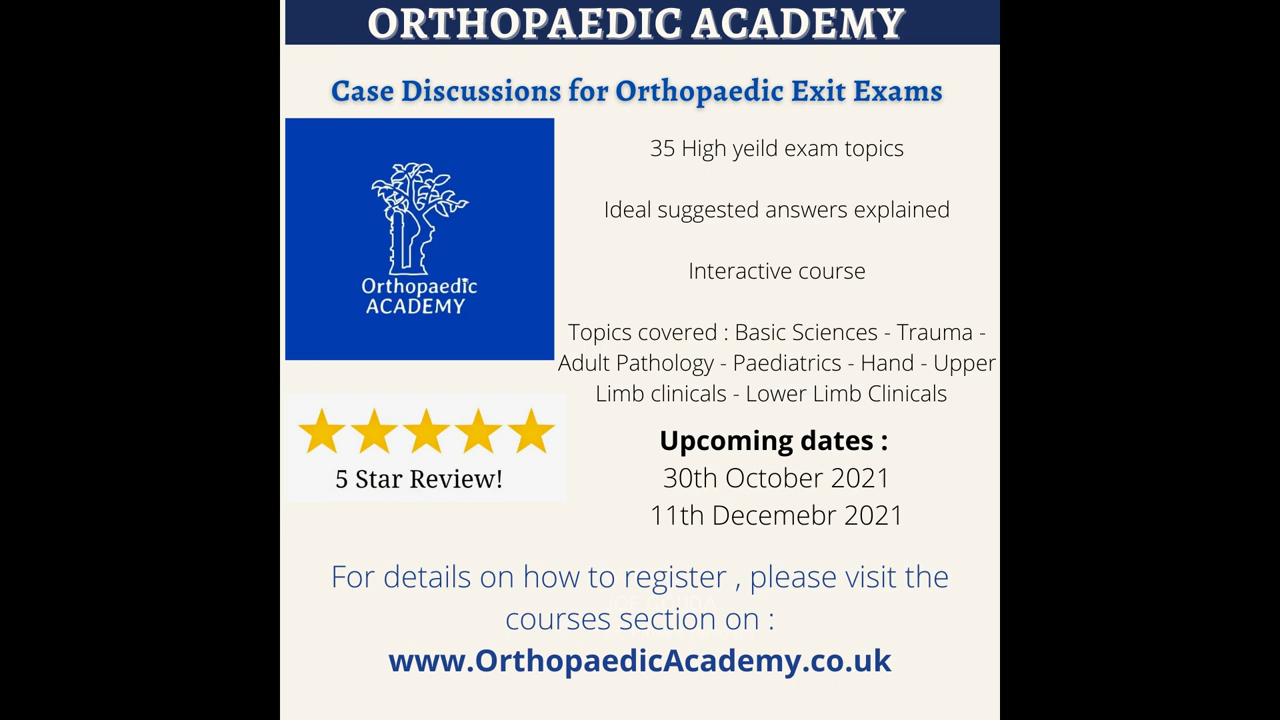 ORTHOPAEDIC ACADEMY
Case Discussions for Orthopaedic Exit Exams
Orthopaedic
ACADEMY
35 High yeild exam topics
Ideal suggested answers explained
Interactive course
Topics covered : Basic Sciences - Trauma -
Adult Pathology - Paediatrics - Hand - Upper
Limb clinicals - Lower Limb Clinicals
5 Star Review!
Upcoming dates :
30th October 2021
11th Decemebr 2021
For details on how to register , please visit the
courses section on :
www.OrthopaedicAcademy.co.uk